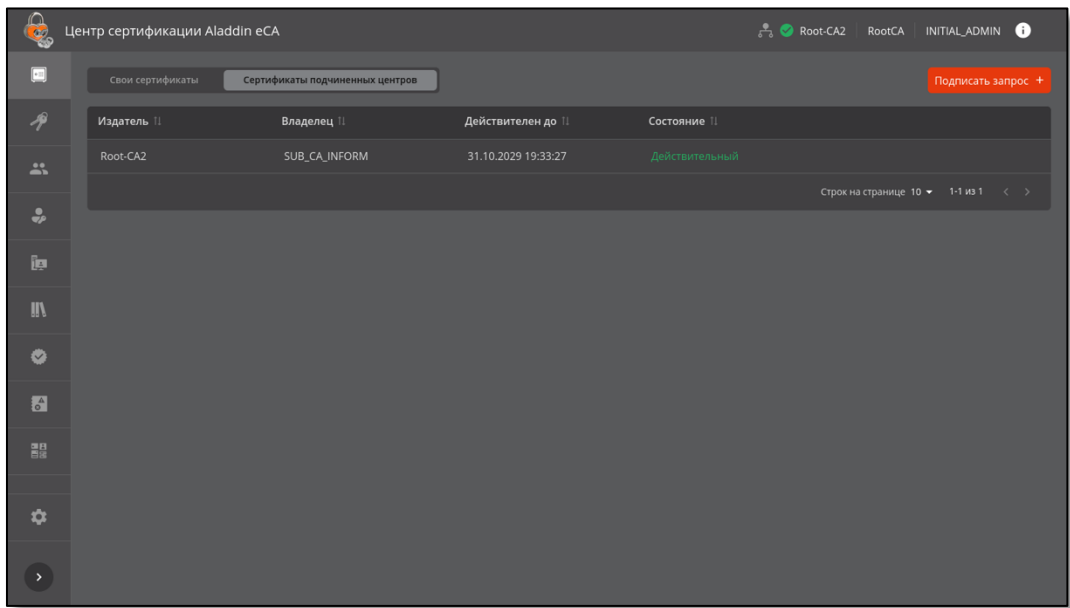 Центр сертификации Aladdin eCA
Root-CA2 RootCA INITIAL_ADMIN
Свои сертификаты Сертификаты подчиненных центров Подписать запрос +
Издатель Владелец Действителен до Состояние
Root-CA2 SUB_CA_INFORM 31.10.2029 19:33:27 Действительный
Строк на странице 10 1-1 из 1